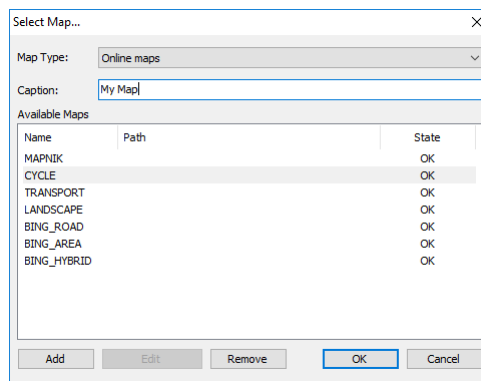 Select Map...
Map Type: Online maps
Caption: My Map
Available Maps
Name Path State
MAPNIK OK
CYCLE OK
TRANSPORT OK
LANDSCAPE OK
BING_ROAD OK
BING_AREA OK
BING_HYBRID OK
Add Edit Remove OK Cancel